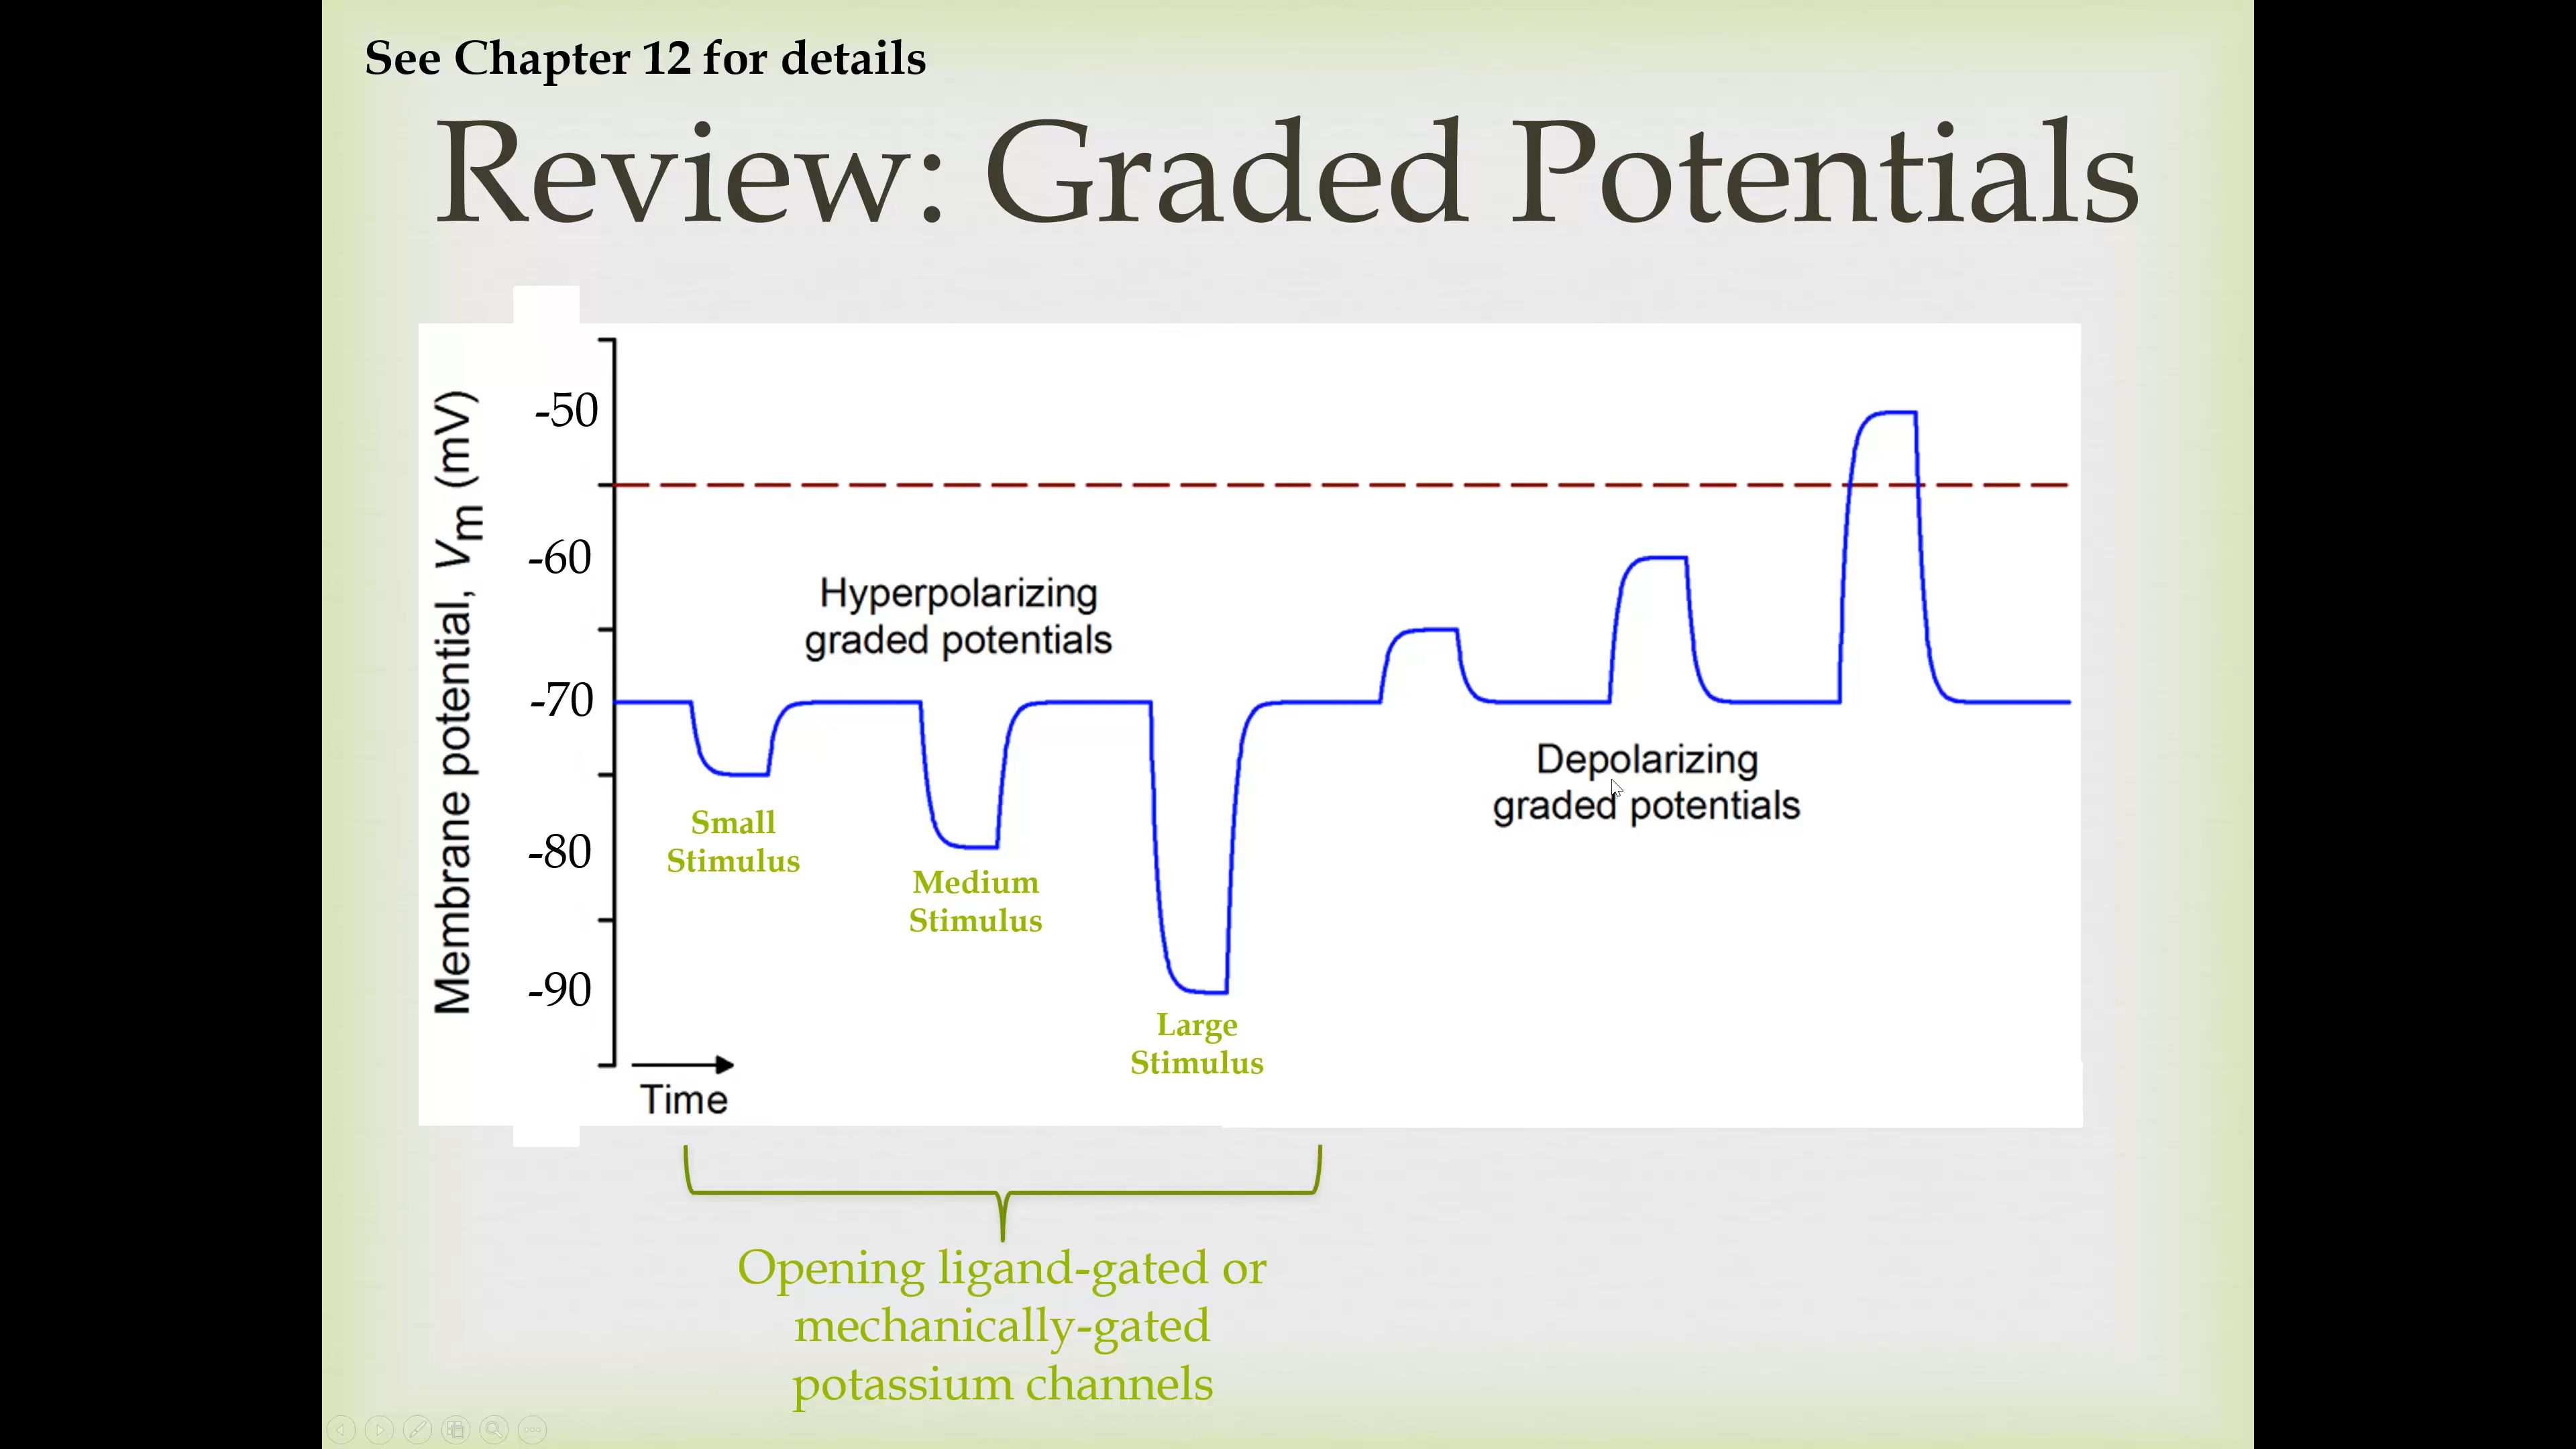 See Chapter 12 for details
Review: Graded Potentials
Membrane potential, Vm (mV)
-50
-60
-70
-80
-90
Hyperpolarizing
graded potentials
Depolarizing
graded potentials
Small
Stimulus
Medium
Stimulus
Large
Stimulus
Time
Opening ligand-gated or
mechanically-gated
potassium channels